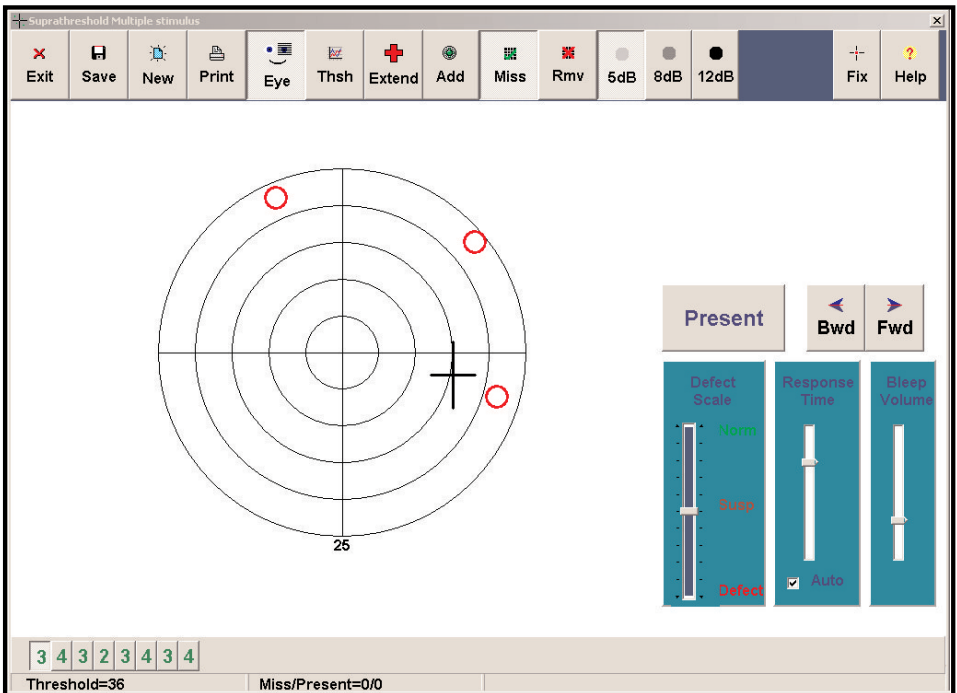 Suprathreshold Multiple stimulus
Exit Save New Print Eye Thsh Extend Add Miss Rmv 5dB 8dB 12dB Fix Help
25
Present
Bwd Fwd
Defect Scale
Norm
Susp
Defect
Response Time
Auto
Bleep Volume
3 4 3 2 3 4 3 4
Threshold=36 Miss/Present=0/0